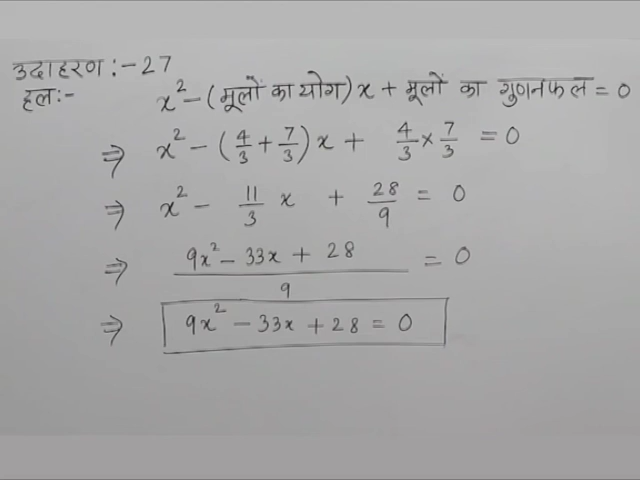 उदाहरण :- 27
हल:- x² - (मूलों का योग) x + मूलों का गुणनफल = 0
⇒ x² - (4/3 + 7/3) x + 4/3 × 7/3 = 0
⇒ x² - 11/3 x + 28/9 = 0
⇒ (9x² - 33x + 28)/9 = 0
⇒ 9x² - 33x + 28 = 0